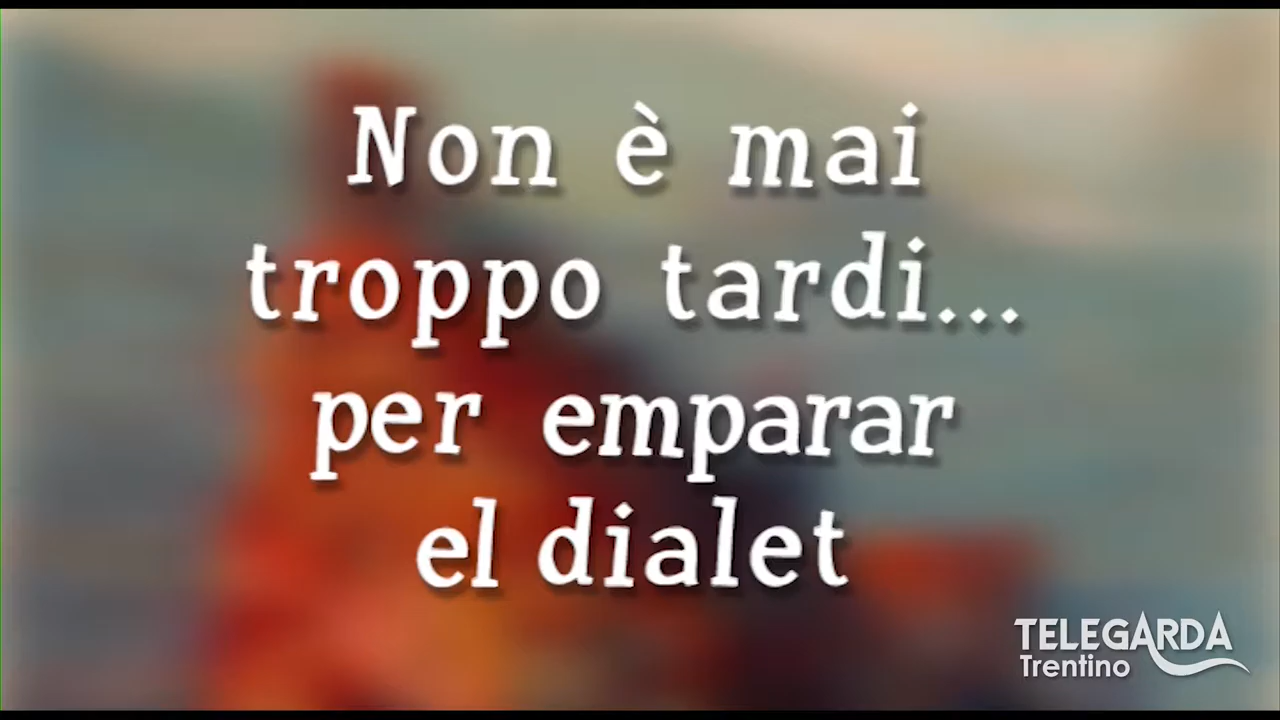 Non è mai
troppo tardi...
per emparar
el dialet
TELEGARDA
Trentino